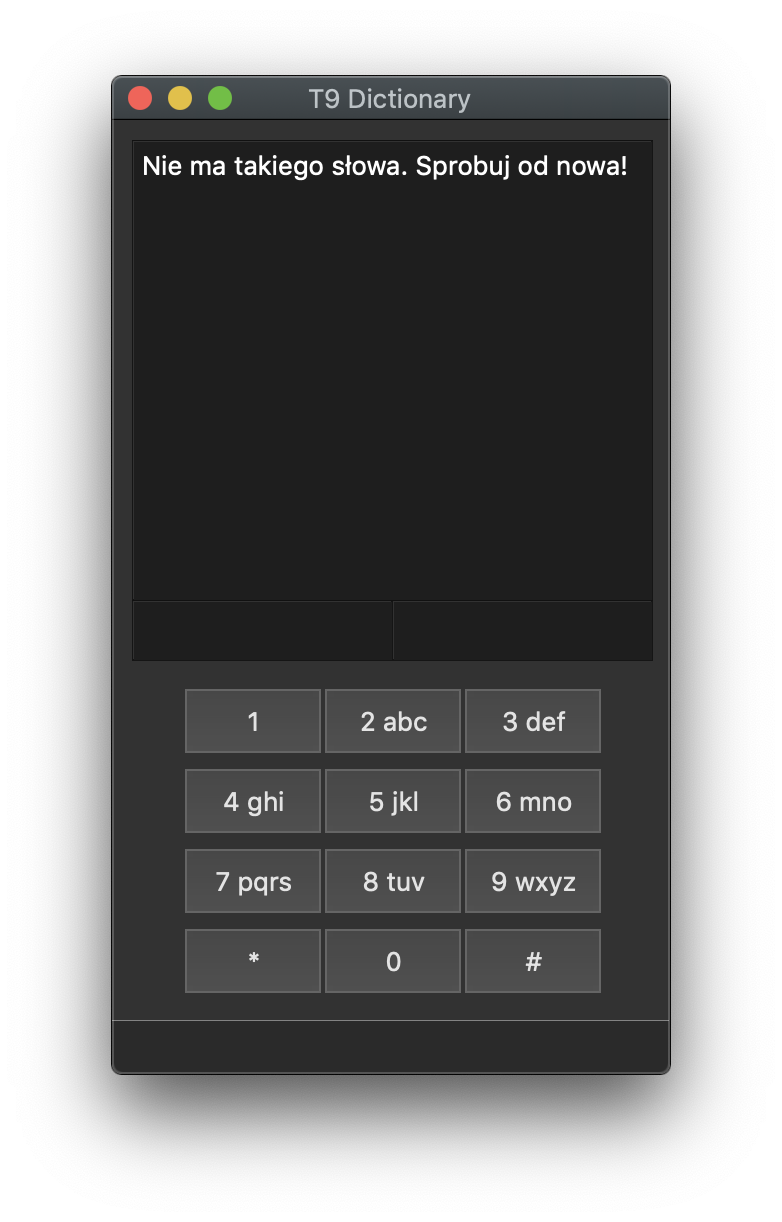 T9 Dictionary
Nie ma takiego słowa. Sprobuj od nowa!
1 2 abc 3 def
4 ghi 5 jkl 6 mno
7 pqrs 8 tuv 9 wxyz
* 0 #